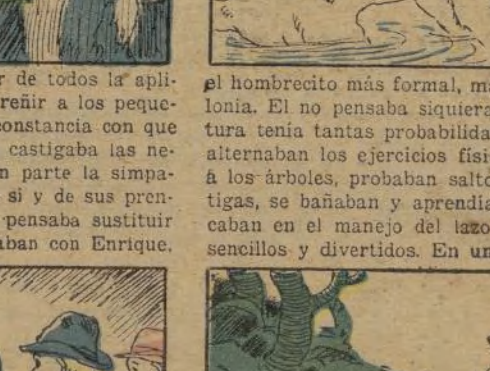 r de todos la apli-
reñir a los peque-
constancia con que
castigaba las ne-
n parte la simpa-
si y de sus pren-
pensaba sustituir
aban con Enrique,
el hombrecito más formal, m
lonia. El no pensaba siquiera
tura tenía tantas probabilida
alternaban los ejercicios físi
á los árboles, probaban salto
tigas, se bañaban y aprendía
caban en el manejo del lazo
sencillos y divertidos. En un